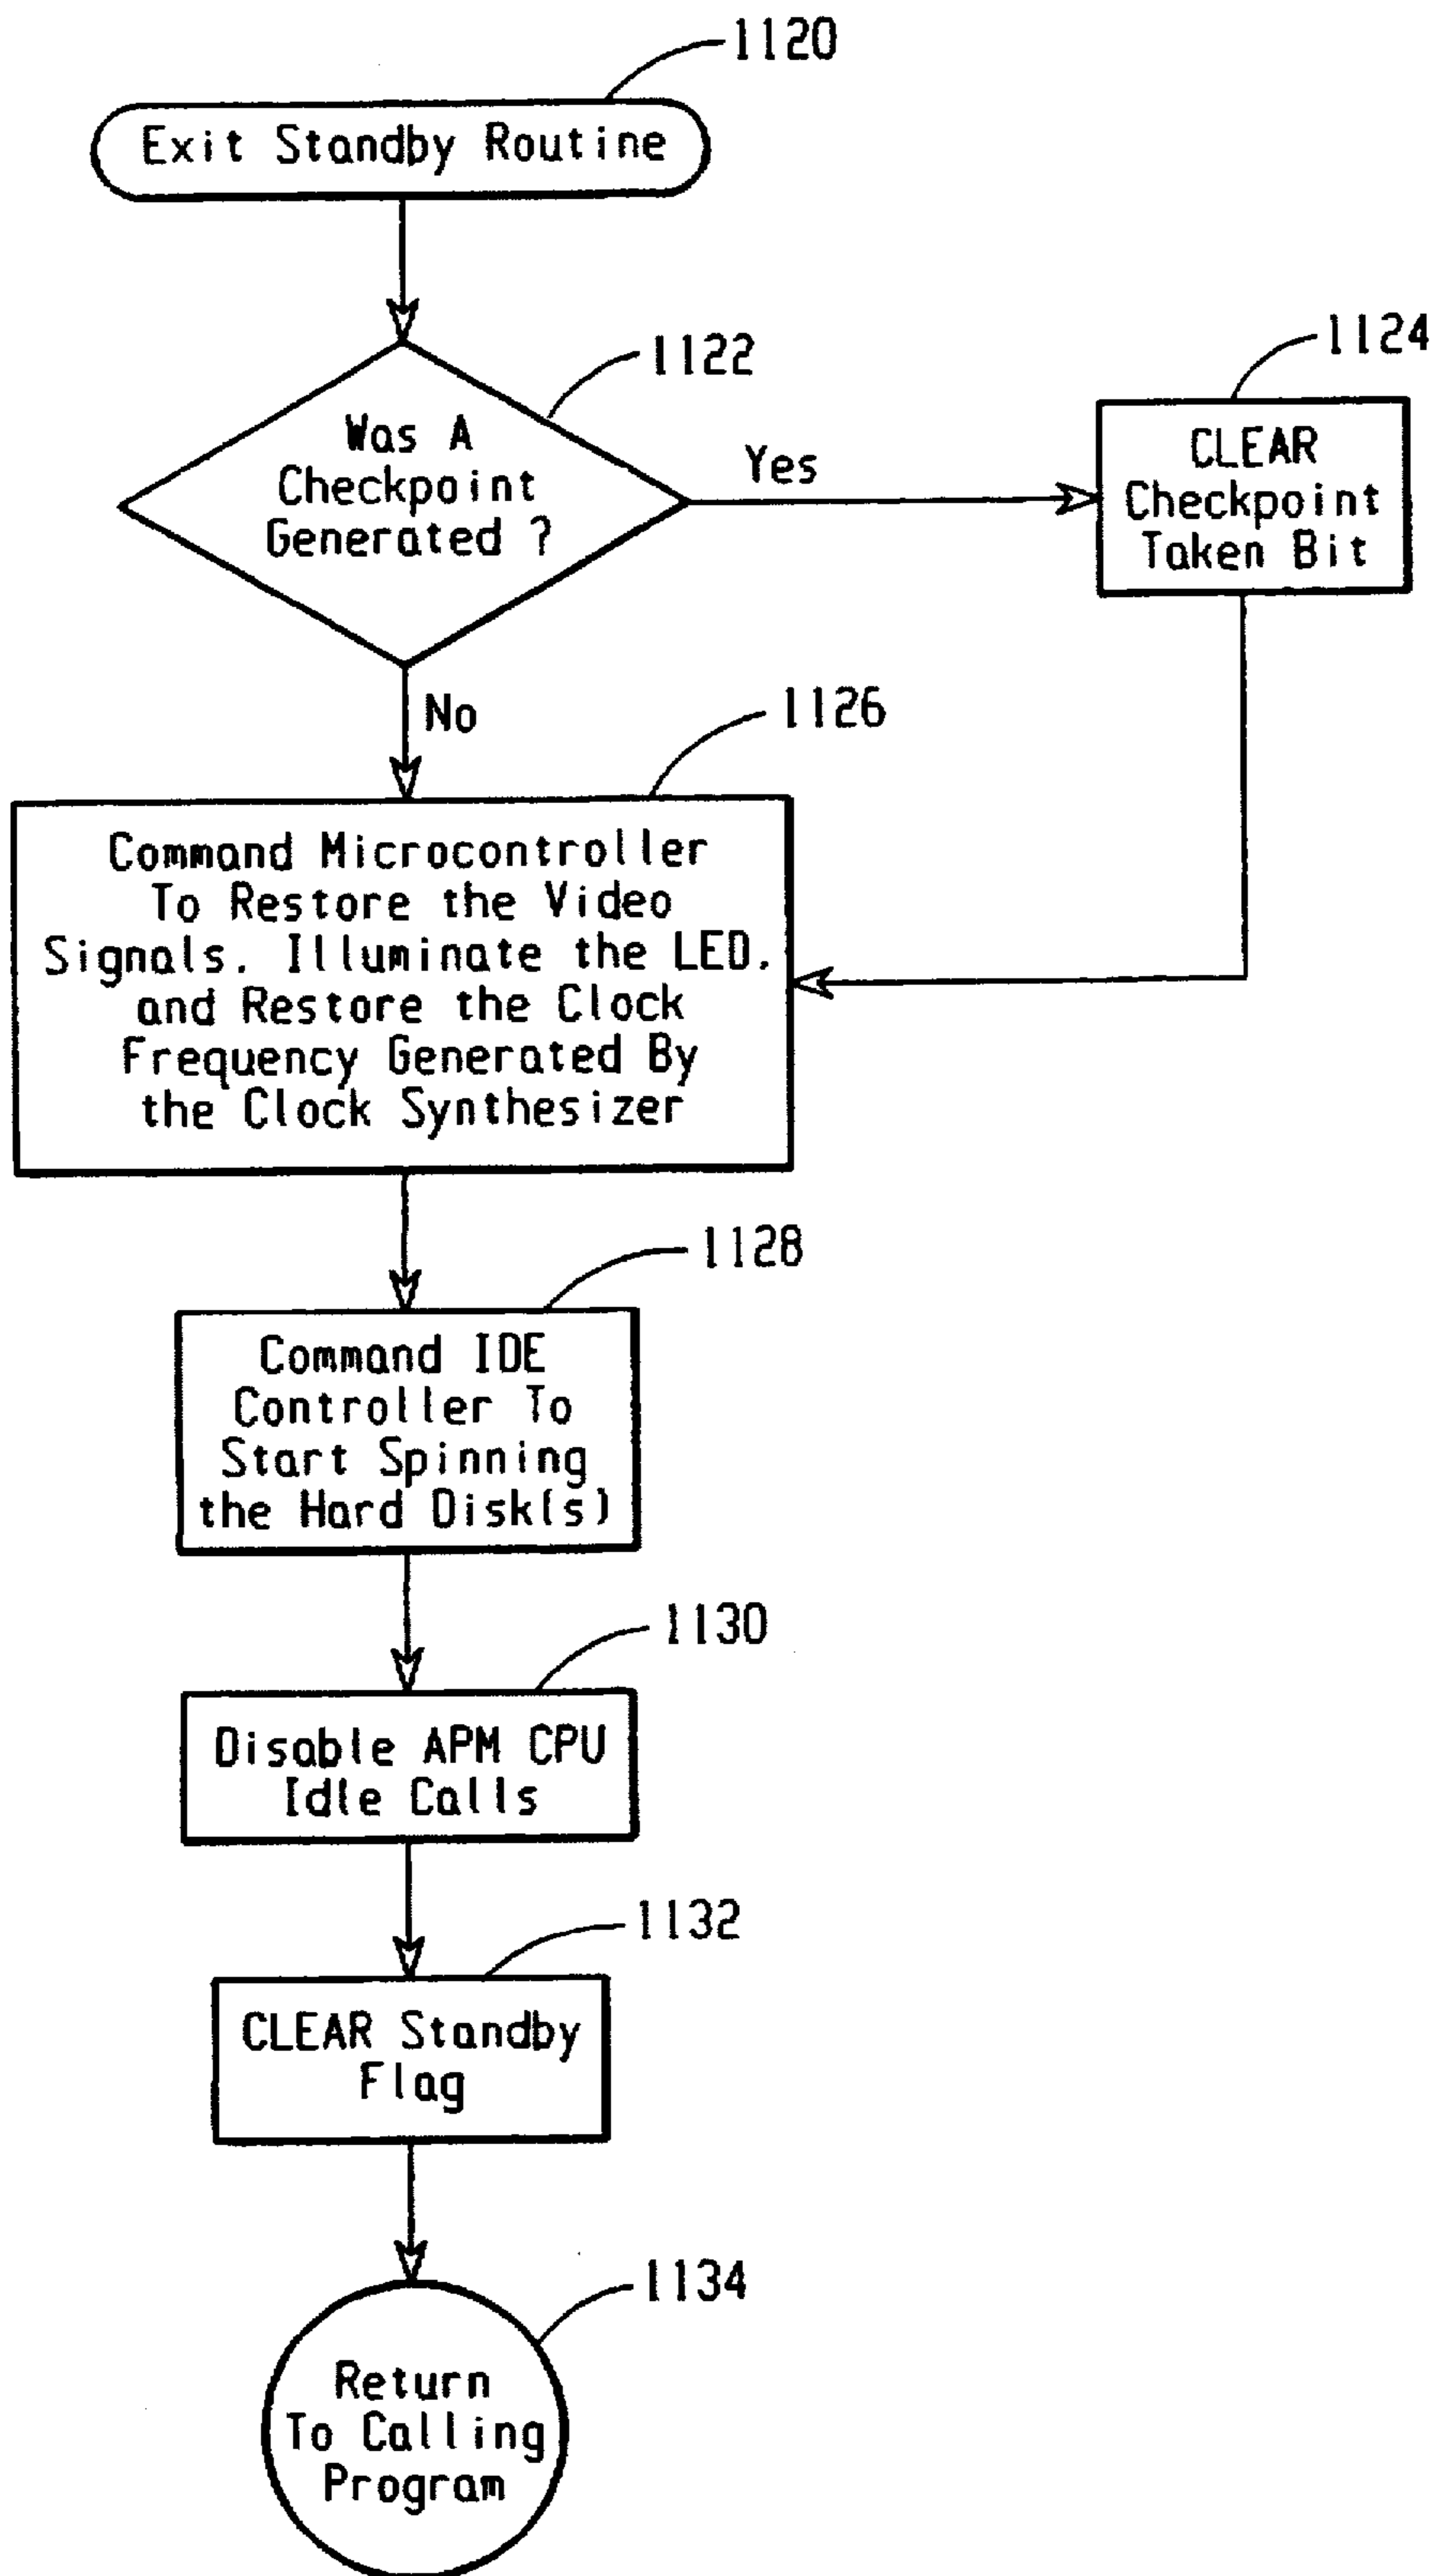 1120
Exit Standby Routine
1122
Was A
Checkpoint
Generated ?
Yes
1124
CLEAR
Checkpoint
Taken Bit
No
1126
Command Microcontroller
To Restore the Video
Signals. Illuminate the LED.
and Restore the Clock
Frequency Generated By
the Clock Synthesizer
1128
Command IDE
Controller To
Start Spinning
the Hard Disk(s)
1130
Disable APM CPU
Idle Calls
1132
CLEAR Standby
Flag
1134
Return
To Calling
Program